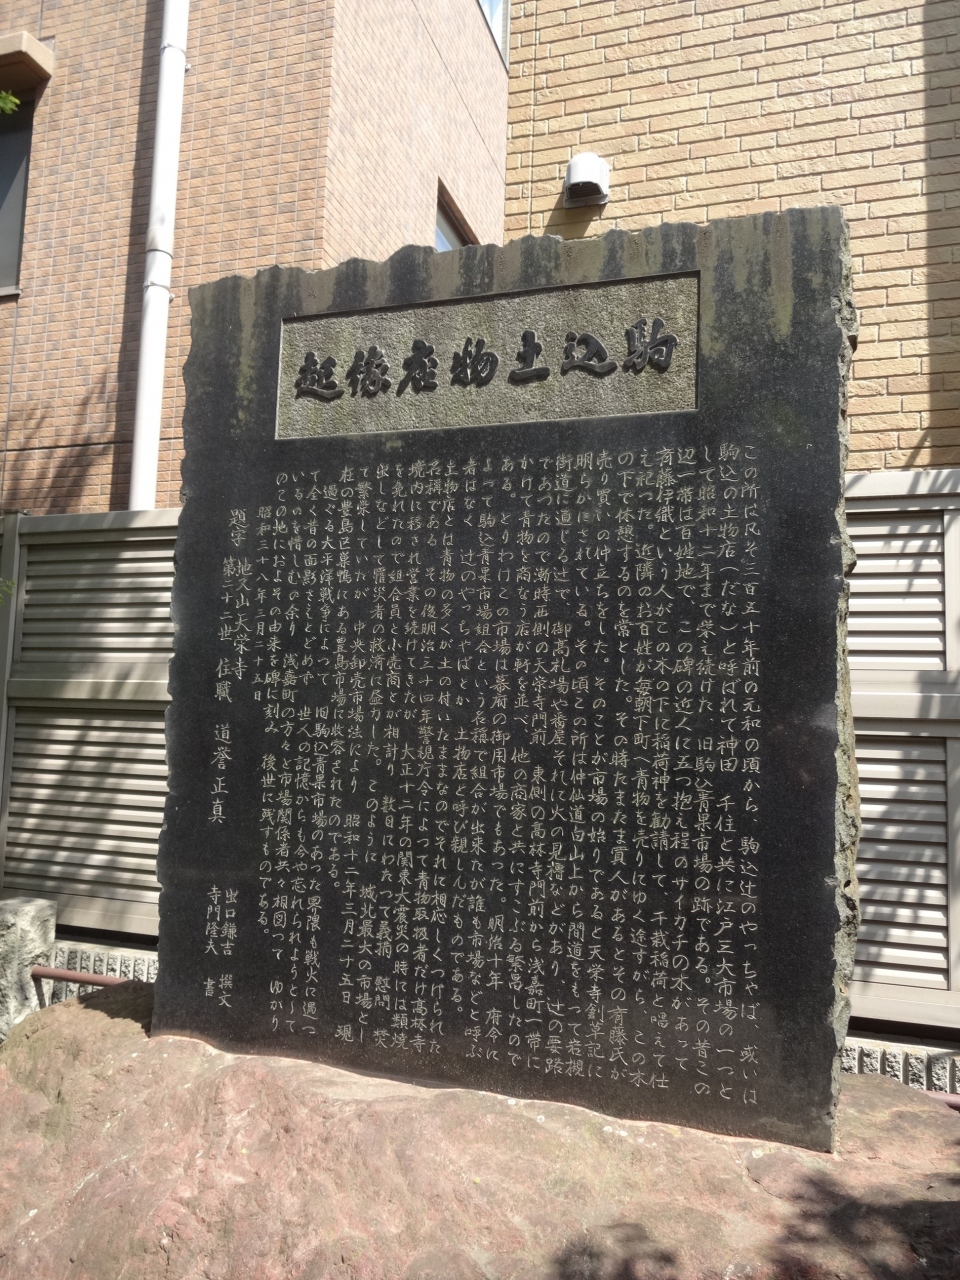 駒込土物店縁起
この所は凡そ三百五十年前の元和の頃から、駒込辻のやっちゃば、或いは
駒込の土物店(だな)と呼ばれて神田 千住と共に江戸三大市場の一つと
して昭和十二年まで栄え続けた、旧駒込青果市場の跡である。その昔この
辺一帯は百姓地で、この碑の近くに五つ抱え程のサイカチの木があって
斉藤伊織という人がこの木の下に稲荷神を勧請して、千栽稲荷と唱えて仕
え祀った。近隣のお百姓が毎朝下町へ青物を売りにゆく途すがら、この木
の下で休憩するのを常とした。その時たまたま買人があるとその斉藤氏が
売り買いの仲立ちをした。そのことが市場の始りであると天栄寺創草記に
明らかにされている。その頃この所は仲仙道白山上から間道をもって岩槻
街道に通じる辻で、御高札場や番屋それに火の見櫓などがあり、辻の要路
であったので漸時西側の天栄寺門前 東側の高林寺門前から浅嘉町一帯に
かけて青物を商なう店が軒を並べ、他の商家と共にすこぶる繁昌したので
ある。とりわけこの市場は幕府の御用市場でもあった。明治十年 府令に
よって駒込青果市場組合という名称で組合が出来たが誰も市場などと呼ぶ
者はなく 辻のやっちゃばとか、土物店と呼び親しんだものである。
土物店とは青物の多くが土の付いたままなのでそれに相応しくつけられた
名称である その後明治三十四年警視庁令によって青物取扱者だけ高林寺
境内に移され営業を続けてきたが、大正十二年の関東大震災の時には類焼
を免れたので組合員と小売商とが相計り 数日にわたって義捐 慰問 焚
出しなどして罹災者の救済に尽力した。このように 城北最大の市場とし
て繁栄していたが 中央卸売市場法により 昭和十二年三月二十五日 現
在の豊島区巣鴨にある豊島市場に收容されたのである。
過ぐる太平洋戦争によって 旧駒込青果市場のあった界隈も戦火に遇っ
て全く昔の面影さえとどめず 世人の記憶からも今や忘れられようとして
いるのを惜しむの余り 浅嘉町の方々と市場関係者共々相図って ゆかり
のこの地におよその由来を碑に刻み 後世に残すものである。
昭和三十八年三月二十五日
題字 地久山天栄寺
第二十二世 住職 道誉正真
出口鎌吉 撰文
寺門隆夫 書